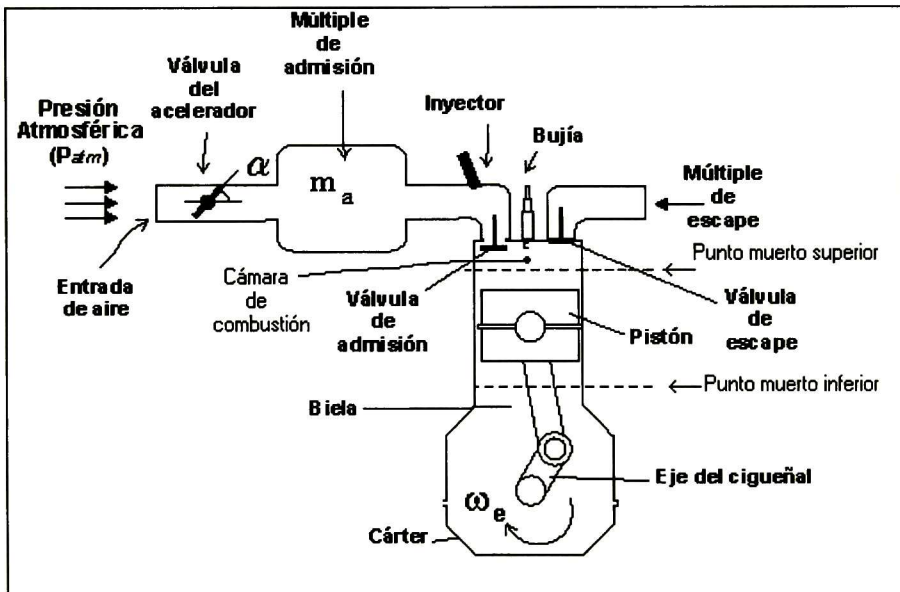 Múltiple
de
admisión
Válvula
del
acelerador
Presión
Atmosférica
(Patm)
Inyector
Bujía
α
m a
Múltiple
de
escape
Punto muerto superior
Entrada
de aire
Cámara
de
combustión
Válvula
de
admisión
Válvula
de
escape
Pistón
Punto muerto inferior
Biela
Eje del cigueñal
ω e
Cárter